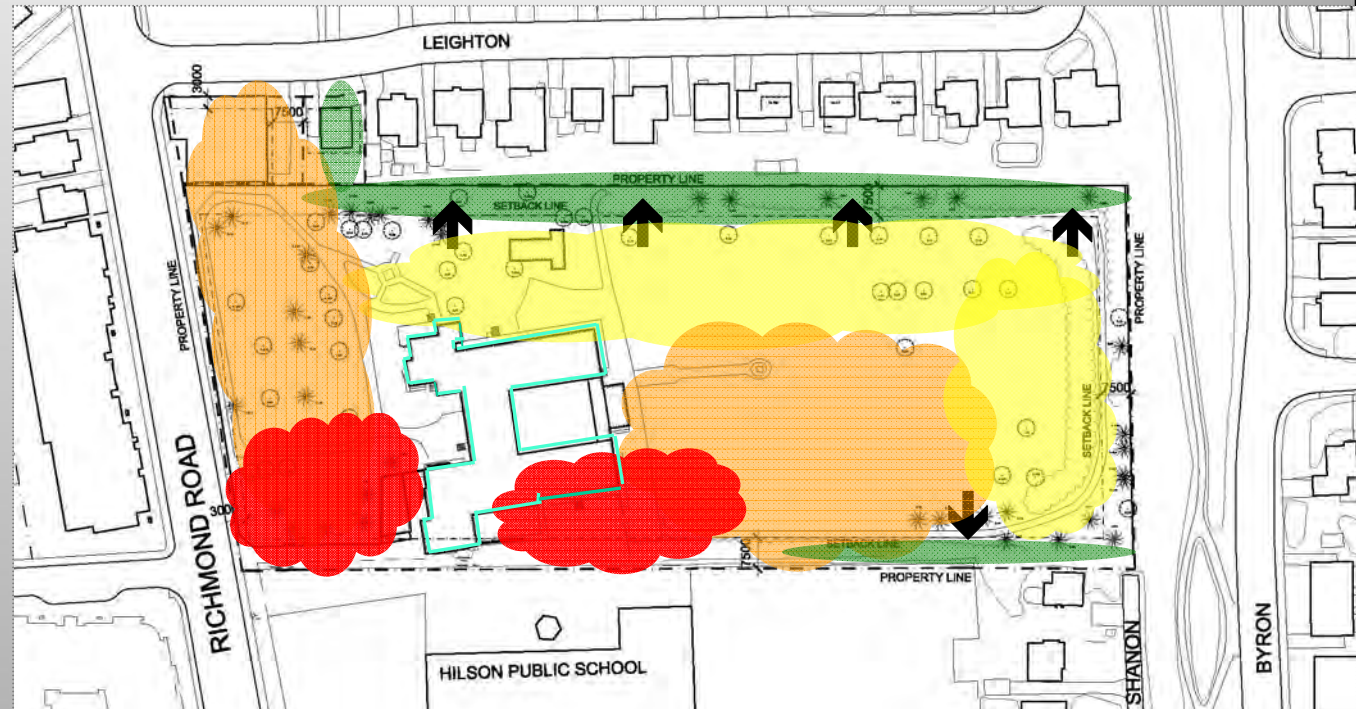 LEIGHTON
3000
7500
PROPERTY LINE
SETBACK LINE
7500
PROPERTY LINE
PROPERTY LINE
7500
SETBACK LINE
RICHMOND ROAD
300
7500
SETBACK LINE
PROPERTY LINE
HILSON PUBLIC SCHOOL
SHANON
BYRON